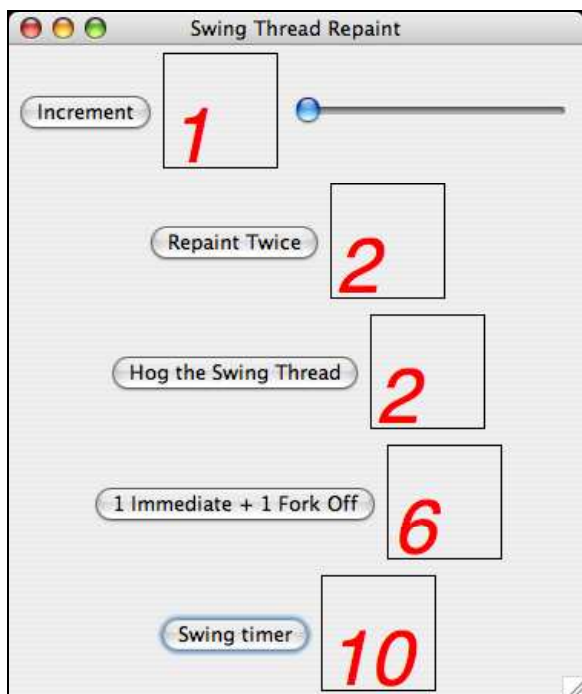 Swing Thread Repaint
Increment 1
Repaint Twice 2
Hog the Swing Thread 2
1 Immediate + 1 Fork Off 6
Swing timer 10